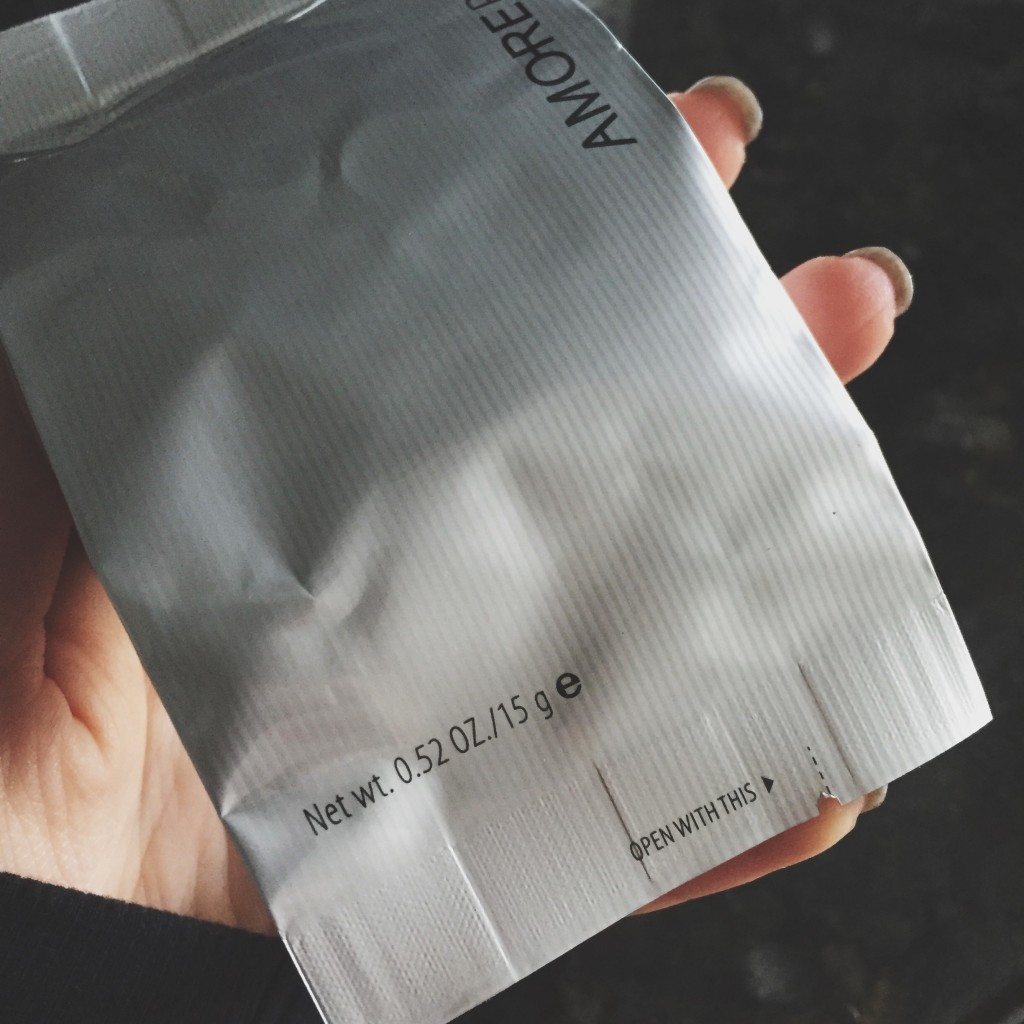 AMORE
Net wt. 0.52 OZ./15 g e
OPEN WITH THIS ▶